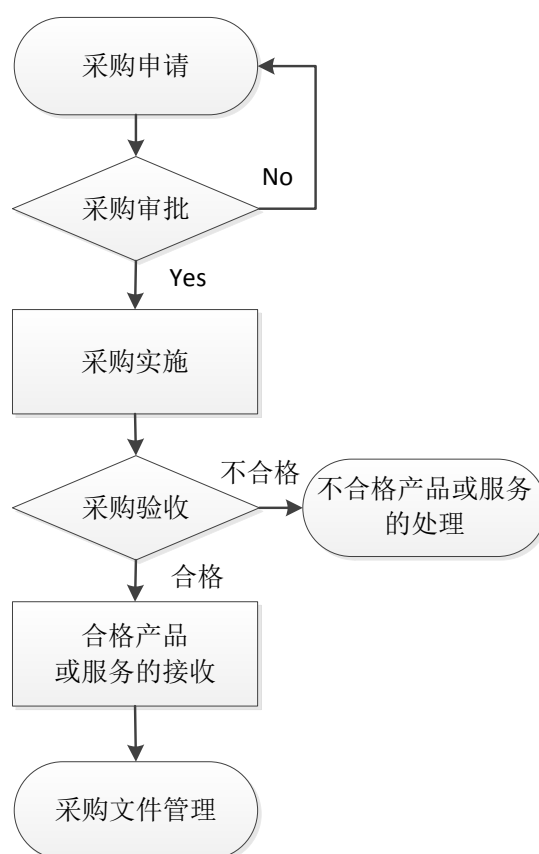 采购申请
No
采购审批
Yes
采购实施
不合格
采购验收
不合格产品或服务
的处理
合格
合格产品
或服务的接收
采购文件管理